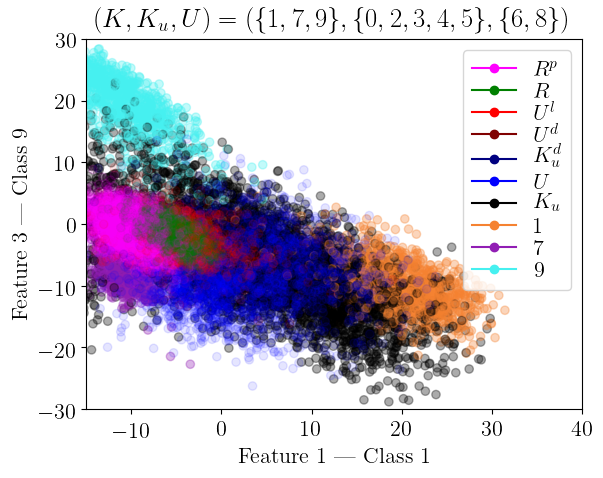 (K, K_u, U) = ({1, 7, 9}, {0, 2, 3, 4, 5}, {6, 8})
30
20
10
0
−10
−20
−30
Feature 3 — Class 9
R^p
R
U^l
U^d
K_u^d
U
K_u
1
7
9
−10
0
10
20
30
40
Feature 1 — Class 1